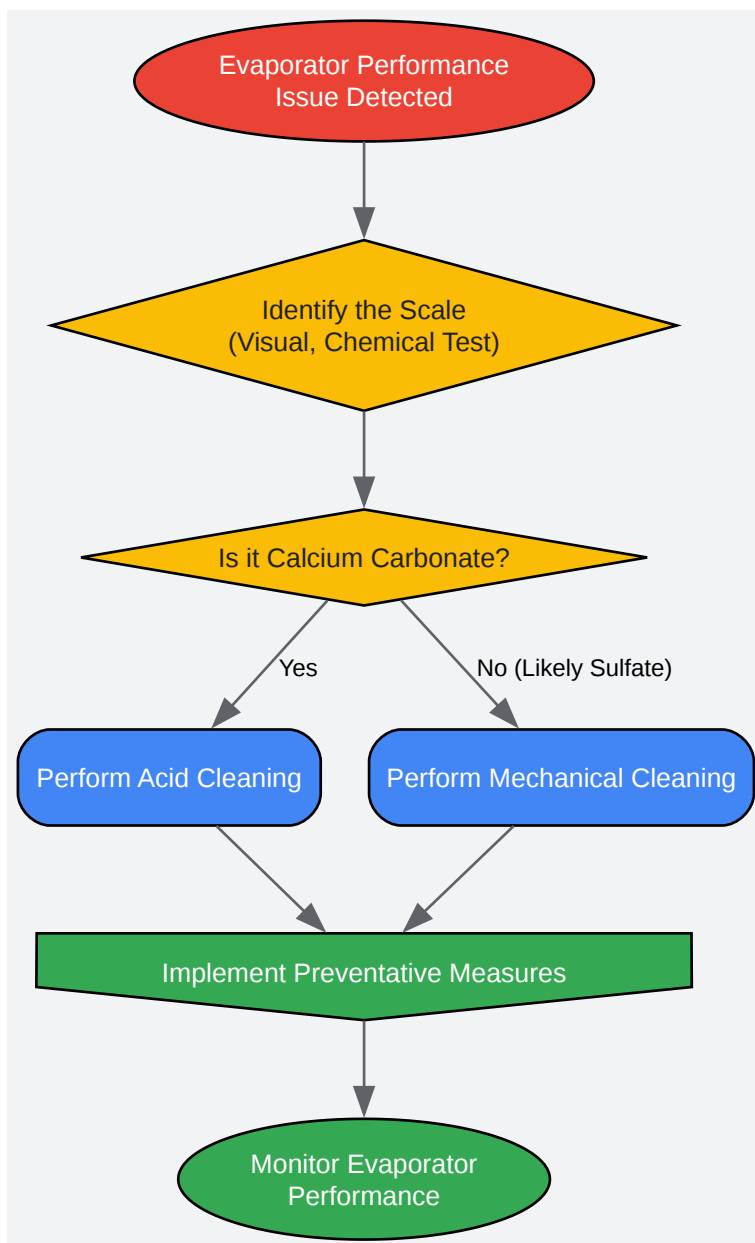 Evaporator Performance
Issue Detected
Identify the Scale
(Visual, Chemical Test)
Is it Calcium Carbonate?
Yes
No (Likely Sulfate)
Perform Acid Cleaning
Perform Mechanical Cleaning
Implement Preventative Measures
Monitor Evaporator
Performance